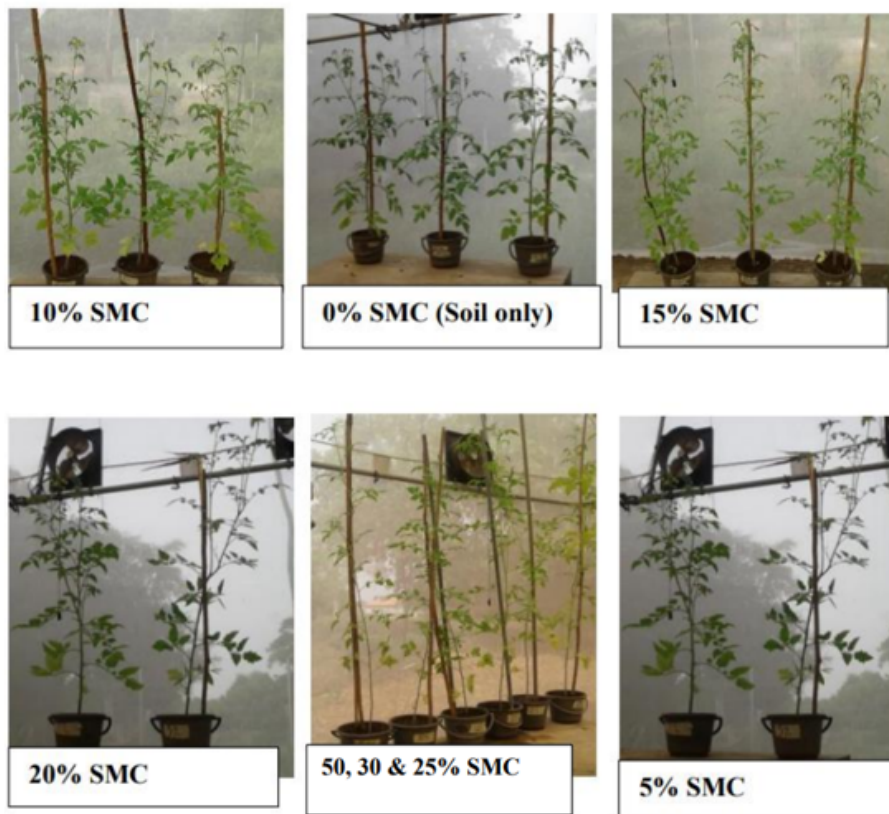 10% SMC
0% SMC (Soil only)
15% SMC
20% SMC
50, 30 & 25% SMC
5% SMC